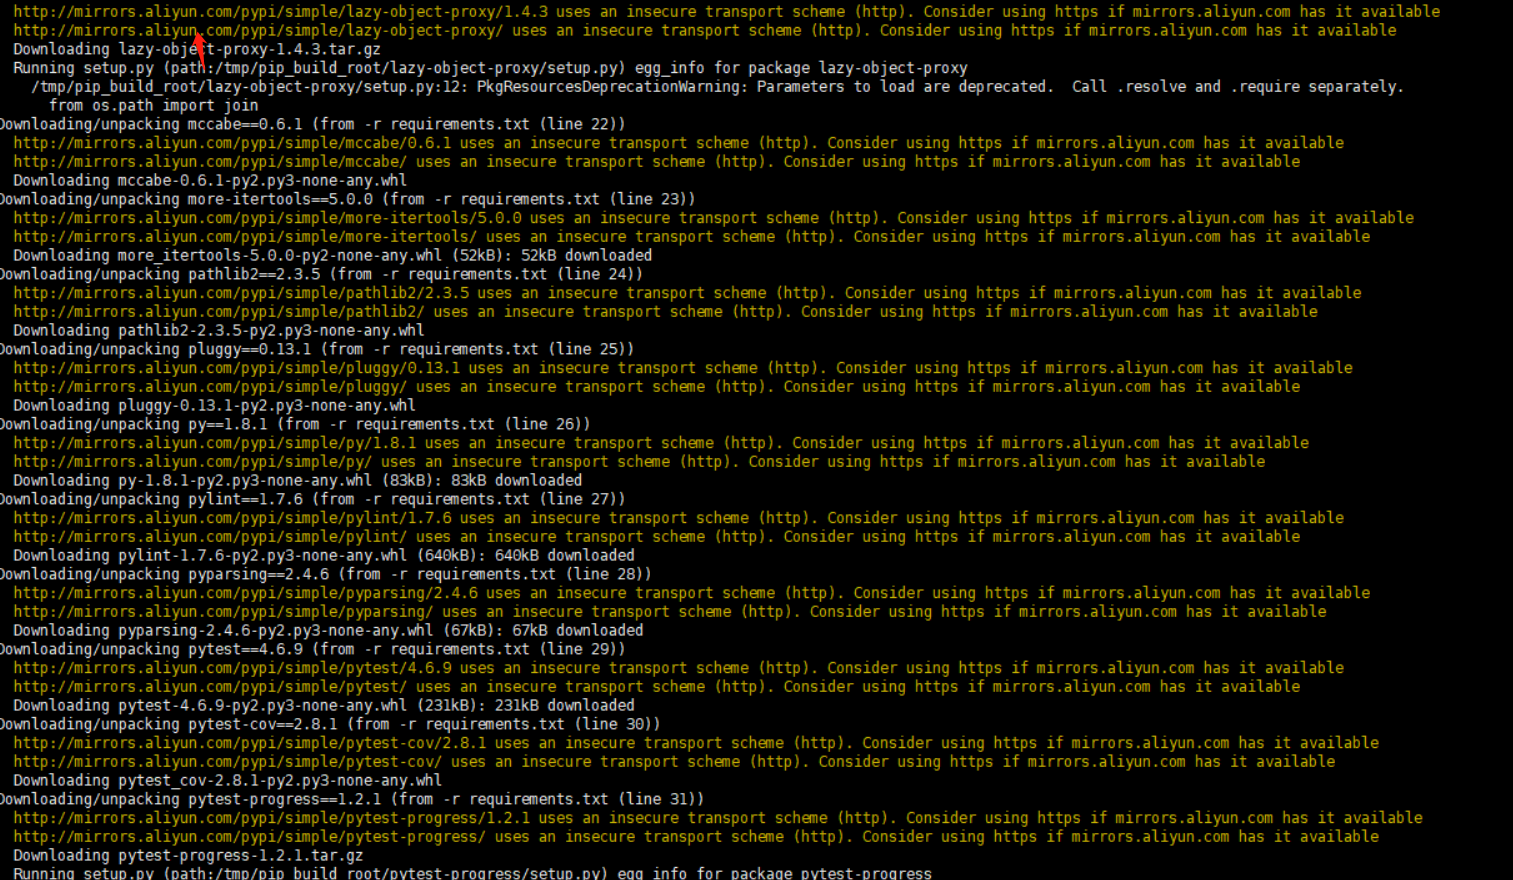 http://mirrors.aliyun.com/pypi/simple/lazy-object-proxy/1.4.3 uses an insecure transport scheme (http). Consider using https if mirrors.aliyun.com has it available
http://mirrors.aliyun.com/pypi/simple/lazy-object-proxy/ uses an insecure transport scheme (http). Consider using https if mirrors.aliyun.com has it available
Downloading lazy-object-proxy-1.4.3.tar.gz
Running setup.py (path:/tmp/pip_build_root/lazy-object-proxy/setup.py) egg_info for package lazy-object-proxy
/tmp/pip_build_root/lazy-object-proxy/setup.py:12: PkgResourcesDeprecationWarning: Parameters to load are deprecated.  Call .resolve and .require separately.
from os.path import join
Downloading/unpacking mccabe==0.6.1 (from -r requirements.txt (line 22))
http://mirrors.aliyun.com/pypi/simple/mccabe/0.6.1 uses an insecure transport scheme (http). Consider using https if mirrors.aliyun.com has it available
http://mirrors.aliyun.com/pypi/simple/mccabe/ uses an insecure transport scheme (http). Consider using https if mirrors.aliyun.com has it available
Downloading mccabe-0.6.1-py2.py3-none-any.whl
Downloading/unpacking more-itertools==5.0.0 (from -r requirements.txt (line 23))
http://mirrors.aliyun.com/pypi/simple/more-itertools/5.0.0 uses an insecure transport scheme (http). Consider using https if mirrors.aliyun.com has it available
http://mirrors.aliyun.com/pypi/simple/more-itertools/ uses an insecure transport scheme (http). Consider using https if mirrors.aliyun.com has it available
Downloading more_itertools-5.0.0-py2-none-any.whl (52kB): 52kB downloaded
Downloading/unpacking pathlib2==2.3.5 (from -r requirements.txt (line 24))
http://mirrors.aliyun.com/pypi/simple/pathlib2/2.3.5 uses an insecure transport scheme (http). Consider using https if mirrors.aliyun.com has it available
http://mirrors.aliyun.com/pypi/simple/pathlib2/ uses an insecure transport scheme (http). Consider using https if mirrors.aliyun.com has it available
Downloading pathlib2-2.3.5-py2.py3-none-any.whl
Downloading/unpacking pluggy==0.13.1 (from -r requirements.txt (line 25))
http://mirrors.aliyun.com/pypi/simple/pluggy/0.13.1 uses an insecure transport scheme (http). Consider using https if mirrors.aliyun.com has it available
http://mirrors.aliyun.com/pypi/simple/pluggy/ uses an insecure transport scheme (http). Consider using https if mirrors.aliyun.com has it available
Downloading pluggy-0.13.1-py2.py3-none-any.whl
Downloading/unpacking py==1.8.1 (from -r requirements.txt (line 26))
http://mirrors.aliyun.com/pypi/simple/py/1.8.1 uses an insecure transport scheme (http). Consider using https if mirrors.aliyun.com has it available
http://mirrors.aliyun.com/pypi/simple/py/ uses an insecure transport scheme (http). Consider using https if mirrors.aliyun.com has it available
Downloading py-1.8.1-py2.py3-none-any.whl (83kB): 83kB downloaded
Downloading/unpacking pylint==1.7.6 (from -r requirements.txt (line 27))
http://mirrors.aliyun.com/pypi/simple/pylint/1.7.6 uses an insecure transport scheme (http). Consider using https if mirrors.aliyun.com has it available
http://mirrors.aliyun.com/pypi/simple/pylint/ uses an insecure transport scheme (http). Consider using https if mirrors.aliyun.com has it available
Downloading pylint-1.7.6-py2.py3-none-any.whl (640kB): 640kB downloaded
Downloading/unpacking pyparsing==2.4.6 (from -r requirements.txt (line 28))
http://mirrors.aliyun.com/pypi/simple/pyparsing/2.4.6 uses an insecure transport scheme (http). Consider using https if mirrors.aliyun.com has it available
http://mirrors.aliyun.com/pypi/simple/pyparsing/ uses an insecure transport scheme (http). Consider using https if mirrors.aliyun.com has it available
Downloading pyparsing-2.4.6-py2.py3-none-any.whl (67kB): 67kB downloaded
Downloading/unpacking pytest==4.6.9 (from -r requirements.txt (line 29))
http://mirrors.aliyun.com/pypi/simple/pytest/4.6.9 uses an insecure transport scheme (http). Consider using https if mirrors.aliyun.com has it available
http://mirrors.aliyun.com/pypi/simple/pytest/ uses an insecure transport scheme (http). Consider using https if mirrors.aliyun.com has it available
Downloading pytest-4.6.9-py2.py3-none-any.whl (231kB): 231kB downloaded
Downloading/unpacking pytest-cov==2.8.1 (from -r requirements.txt (line 30))
http://mirrors.aliyun.com/pypi/simple/pytest-cov/2.8.1 uses an insecure transport scheme (http). Consider using https if mirrors.aliyun.com has it available
http://mirrors.aliyun.com/pypi/simple/pytest-cov/ uses an insecure transport scheme (http). Consider using https if mirrors.aliyun.com has it available
Downloading pytest_cov-2.8.1-py2.py3-none-any.whl
Downloading/unpacking pytest-progress==1.2.1 (from -r requirements.txt (line 31))
http://mirrors.aliyun.com/pypi/simple/pytest-progress/1.2.1 uses an insecure transport scheme (http). Consider using https if mirrors.aliyun.com has it available
http://mirrors.aliyun.com/pypi/simple/pytest-progress/ uses an insecure transport scheme (http). Consider using https if mirrors.aliyun.com has it available
Downloading pytest-progress-1.2.1.tar.gz
Running setup.py (path:/tmp/pip_build_root/pytest-progress/setup.py) egg_info for package pytest-progress